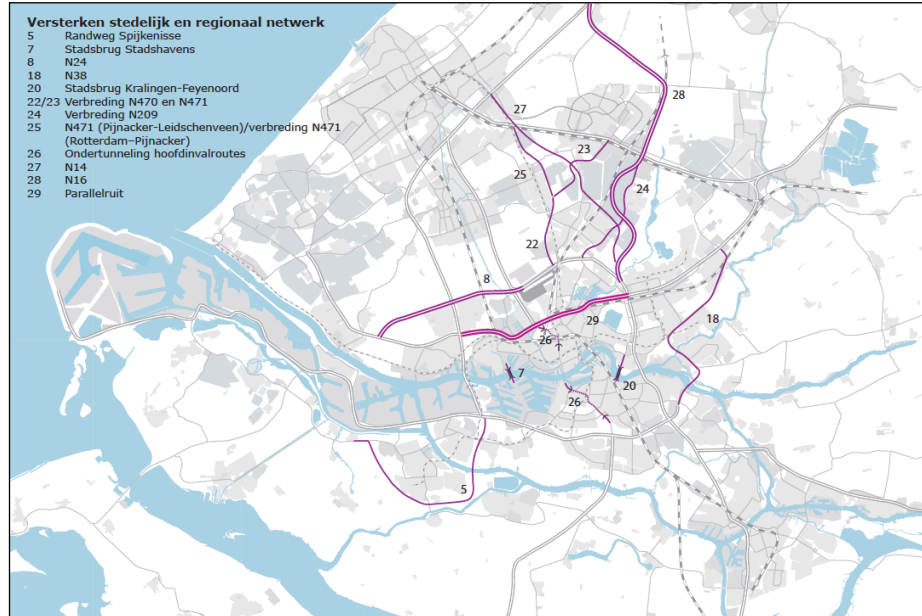 Versterken stedelijk en regionaal netwerk
5 Randweg Spijkenisse
7 Stadsbrug Stadshavens
8 N24
18 N38
20 Stadsbrug Kralingen-Feyenoord
22/23 Verbreding N470 en N471
24 Verbreding N209
25 N471 (Pijnacker-Leidschenveen)/verbreding N471
(Rotterdam-Pijnacker)
26 Ondertunneling hoofdinvalroutes
27 N14
28 N16
29 Parallelruit
28
27
23
25
24
22
8
29
18
26
7
20
26
5